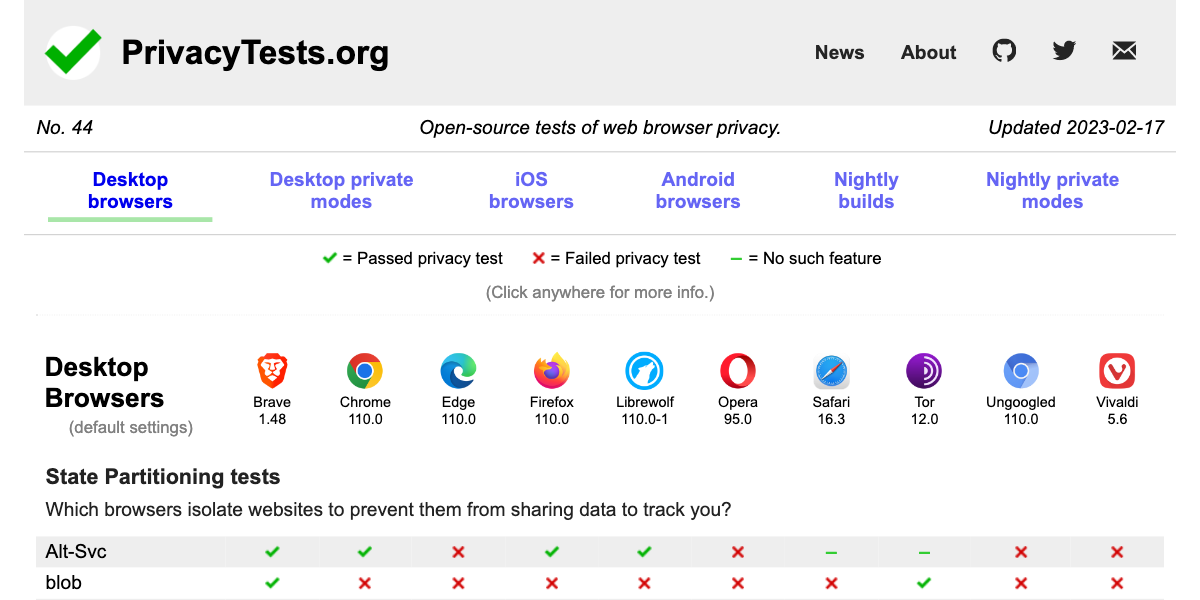 PrivacyTests.org
News About
No. 44 Open-source tests of web browser privacy. Updated 2023-02-17
Desktop browsers Desktop private modes iOS browsers Android browsers Nightly builds Nightly private modes
✓ = Passed privacy test ✗ = Failed privacy test – = No such feature
(Click anywhere for more info.)
Desktop Browsers
(default settings)
Brave 1.48
Chrome 110.0
Edge 110.0
Firefox 110.0
Librewolf 110.0-1
Opera 95.0
Safari 16.3
Tor 12.0
Ungoogled 110.0
Vivaldi 5.6
State Partitioning tests
Which browsers isolate websites to prevent them from sharing data to track you?
Alt-Svc ✓ ✓ ✗ ✓ ✓ ✗ – – ✗ ✗
blob ✓ ✗ ✗ ✗ ✗ ✗ ✗ ✓ ✗ ✗